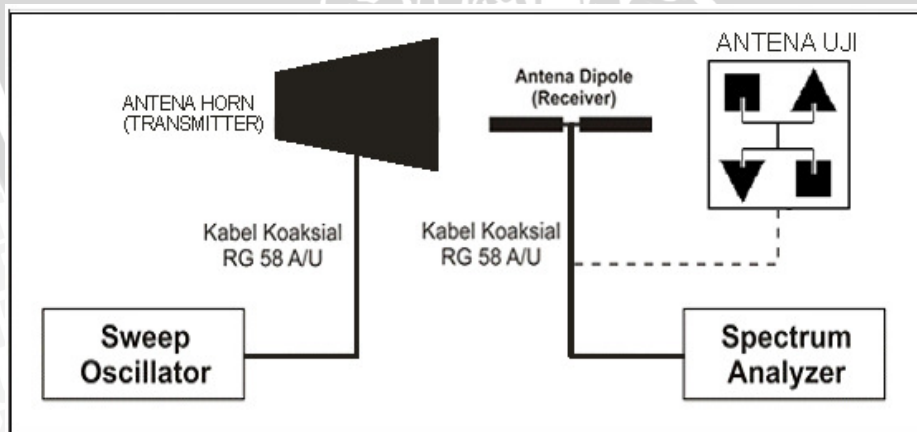 ANTENA HORN
(TRANSMITTER)
Antena Dipole
(Receiver)
ANTENA UJI
Kabel Koaksial
RG 58 A/U
Kabel Koaksial
RG 58 A/U
Sweep
Oscillator
Spectrum
Analyzer